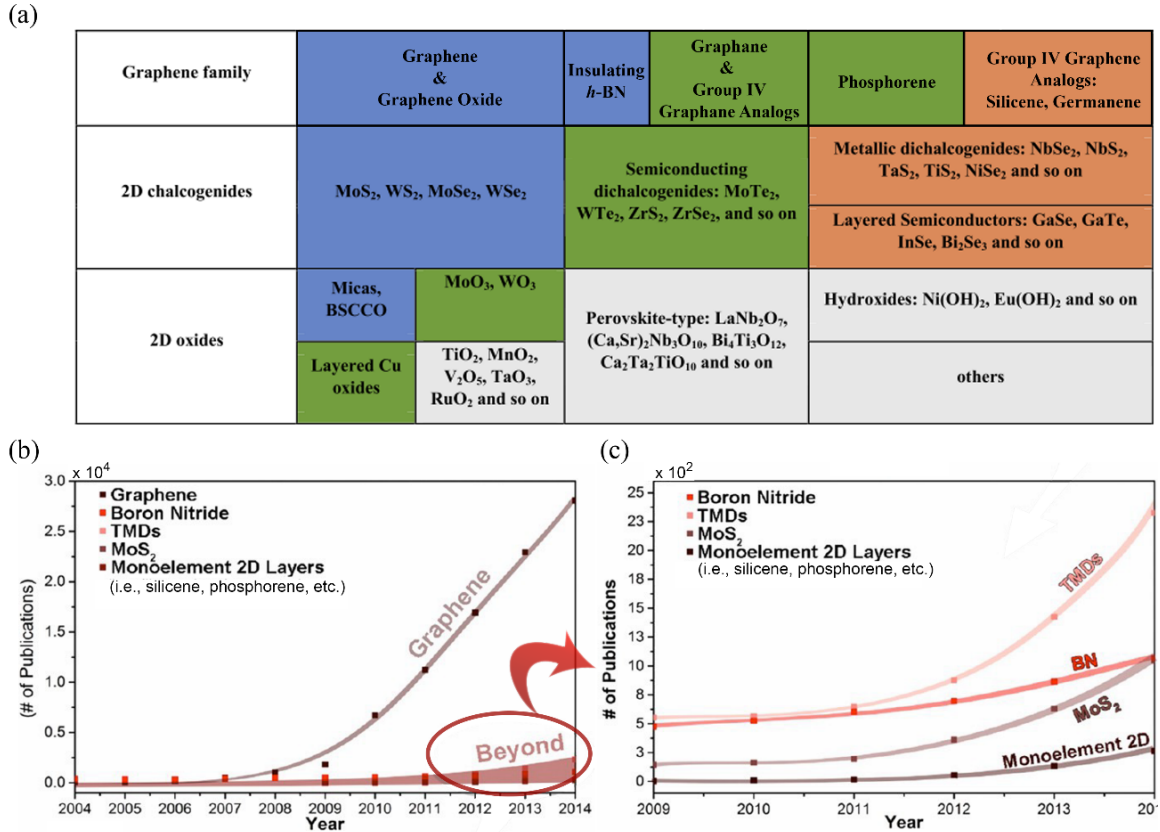 (a)
Graphene family
Graphene
&
Graphene Oxide
Insulating
h-BN
Graphane
&
Group IV
Graphane Analogs
Phosphorene
Group IV Graphene
Analogs:
Silicene, Germanene
2D chalcogenides
MoS₂, WS₂, MoSe₂, WSe₂
Semiconducting
dichalcogenides: MoTe₂,
WTe₂, ZrS₂, ZrSe₂, and so on
Metallic dichalcogenides: NbSe₂, NbS₂,
TaS₂, TiS₂, NiSe₂ and so on
Layered Semiconductors: GaSe, GaTe,
InSe, Bi₂Se₃ and so on
2D oxides
Micas,
BSCCO
MoO₃, WO₃
Layered Cu
oxides
TiO₂, MnO₂,
V₂O₅, TaO₃,
RuO₂ and so on
Perovskite-type: LaNb₂O₇,
(Ca,Sr)₂Nb₃O₁₀, Bi₄Ti₃O₁₂,
Ca₂Ta₂TiO₁₀ and so on
Hydroxides: Ni(OH)₂, Eu(OH)₂ and so on
others
(b)
x 10⁴
3.0
2.5
2.0
1.5
1.0
0.5
0.0
(# of Publications)
Graphene
Boron Nitride
TMDs
MoS₂
Monoelement 2D Layers
(i.e., silicene, phosphorene, etc.)
Graphene
Beyond
2004 2005 2006 2007 2008 2009 2010 2011 2012 2013 2014
Year
(c)
x 10²
25
23
20
18
15
13
10
8
5
3
0
# of Publications
Boron Nitride
TMDs
MoS₂
Monoelement 2D Layers
(i.e., silicene, phosphorene, etc.)
TMDs
BN
MoS₂
Monoelement 2D
2009 2010 2011 2012 2013 201
Year